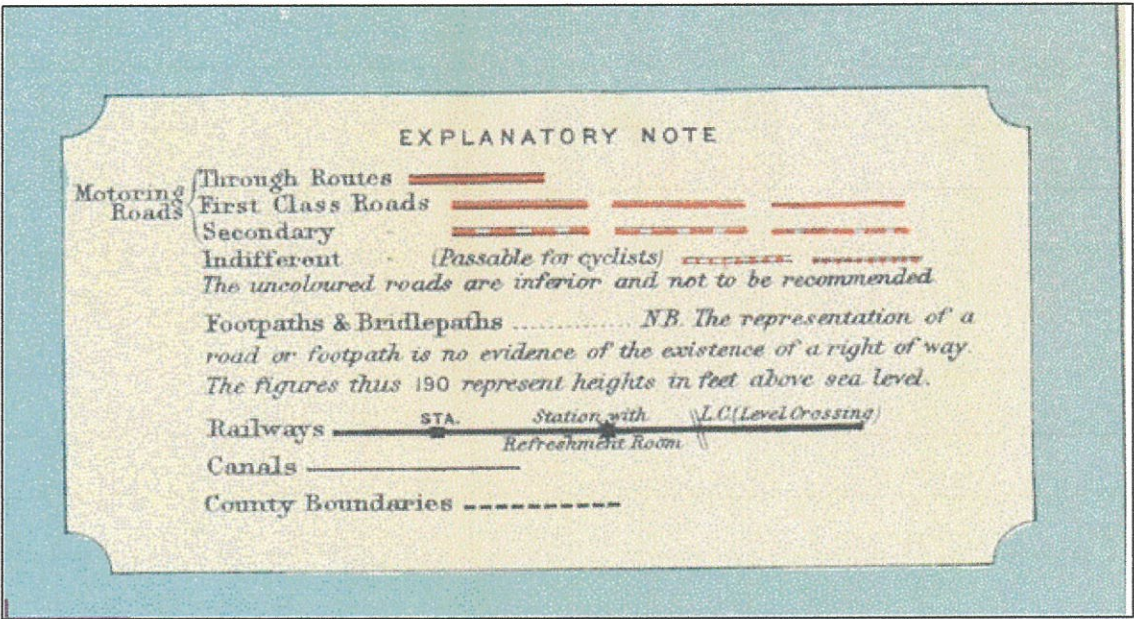 EXPLANATORY NOTE
Motoring Roads
Through Routes
First Class Roads
Secondary
Indifferent (Passable for cyclists)
The uncoloured roads are inferior and not to be recommended
Footpaths & Bridlepaths ............ N.B. The representation of a
road or footpath is no evidence of the existence of a right of way.
The figures thus 190 represent heights in feet above sea level.
Railways STA. Station with Refreshment Room L.C. (Level Crossing)
Canals
County Boundaries